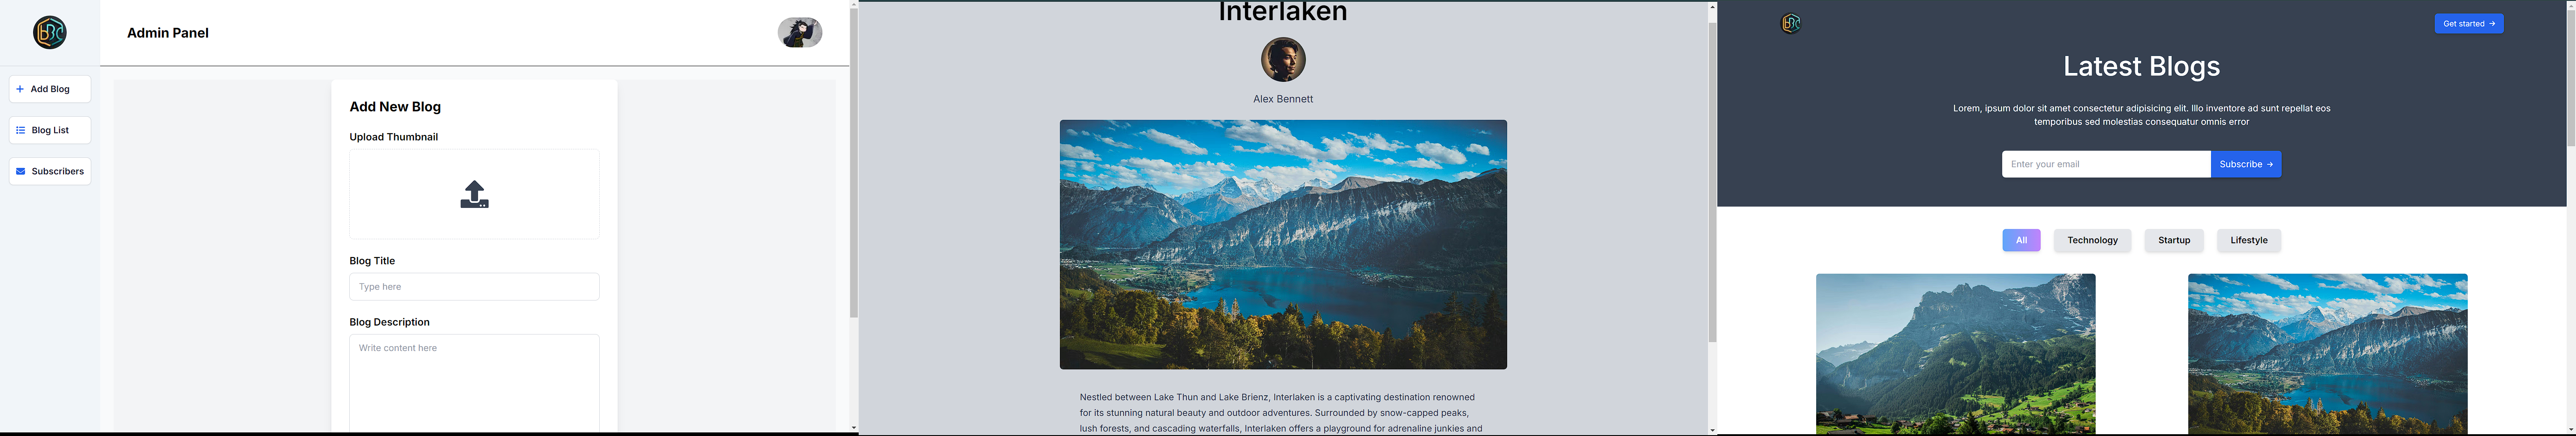 Admin Panel
Add Blog
Blog List
Subscribers
Add New Blog
Upload Thumbnail
Blog Title
Type here
Blog Description
Write content here
Interlaken
Alex Bennett
Nestled between Lake Thun and Lake Brienz, Interlaken is a captivating destination renowned
for its stunning natural beauty and outdoor adventures. Surrounded by snow-capped peaks,
lush forests, and cascading waterfalls, Interlaken offers a playground for adrenaline junkies and
Get started →
Latest Blogs
Lorem, ipsum dolor sit amet consectetur adipisicing elit. Illo inventore ad sunt repellat eos
temporibus sed molestias consequatur omnis error
Enter your email
Subscribe →
All
Technology
Startup
Lifestyle